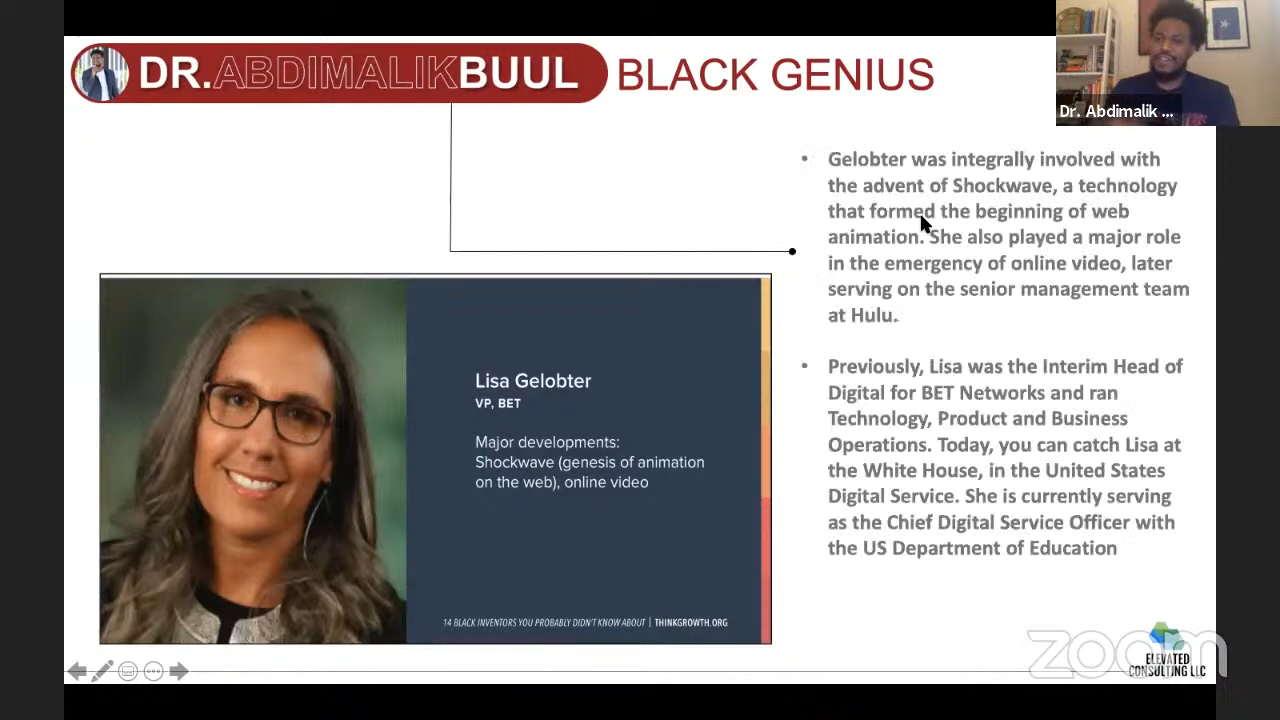 DR.ABDIMALIKBUUL BLACK GENIUS
Dr. Abdimalik ...
• Gelobter was integrally involved with
the advent of Shockwave, a technology
that formed the beginning of web
animation. She also played a major role
in the emergency of online video, later
serving on the senior management team
at Hulu.
• Previously, Lisa was the Interim Head of
Digital for BET Networks and ran
Technology, Product and Business
Operations. Today, you can catch Lisa at
the White House, in the United States
Digital Service. She is currently serving
as the Chief Digital Service Officer with
the US Department of Education
Lisa Gelobter
VP, BET
Major developments:
Shockwave (genesis of animation
on the web), online video
14 BLACK INVENTORS YOU PROBABLY DIDN'T KNOW ABOUT | THINKGROWTH.ORG
zoom
ELEVATED
CONSULTING LLC